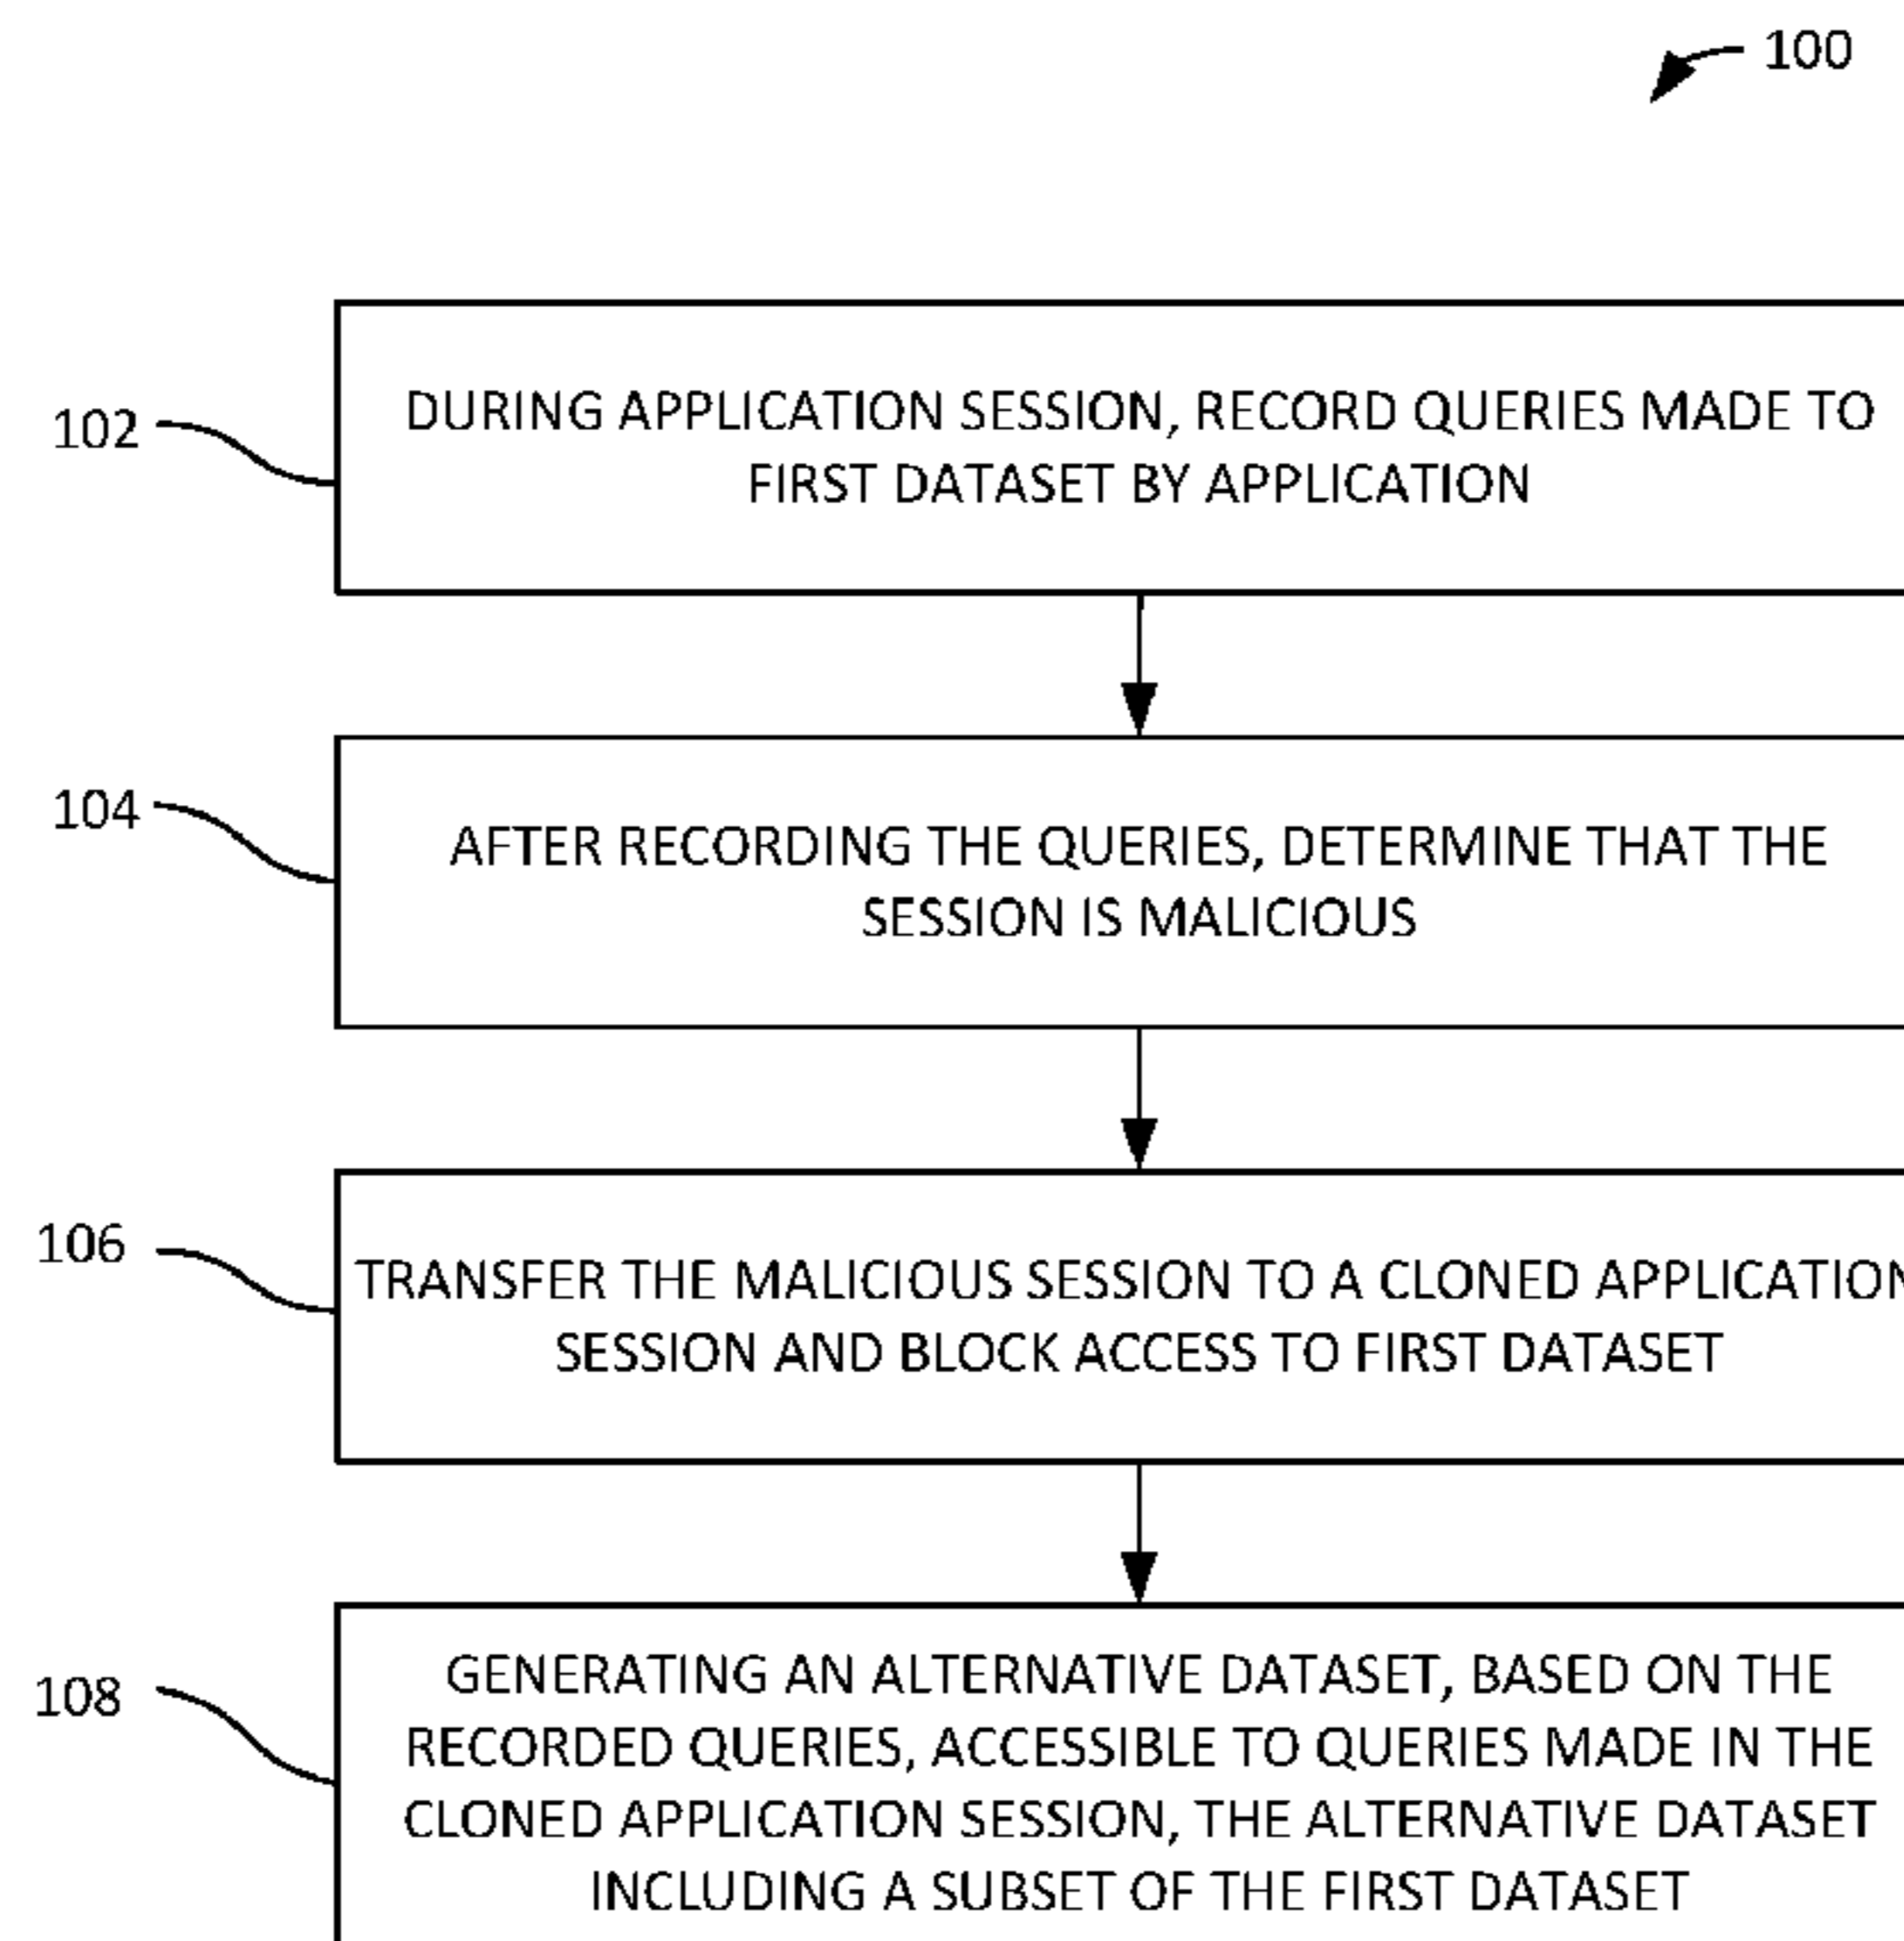 100
102
DURING APPLICATION SESSION, RECORD QUERIES MADE TO
FIRST DATASET BY APPLICATION
104
AFTER RECORDING THE QUERIES, DETERMINE THAT THE
SESSION IS MALICIOUS
106
TRANSFER THE MALICIOUS SESSION TO A CLONED APPLICATION
SESSION AND BLOCK ACCESS TO FIRST DATASET
108
GENERATING AN ALTERNATIVE DATASET, BASED ON THE
RECORDED QUERIES, ACCESSIBLE TO QUERIES MADE IN THE
CLONED APPLICATION SESSION, THE ALTERNATIVE DATASET
INCLUDING A SUBSET OF THE FIRST DATASET